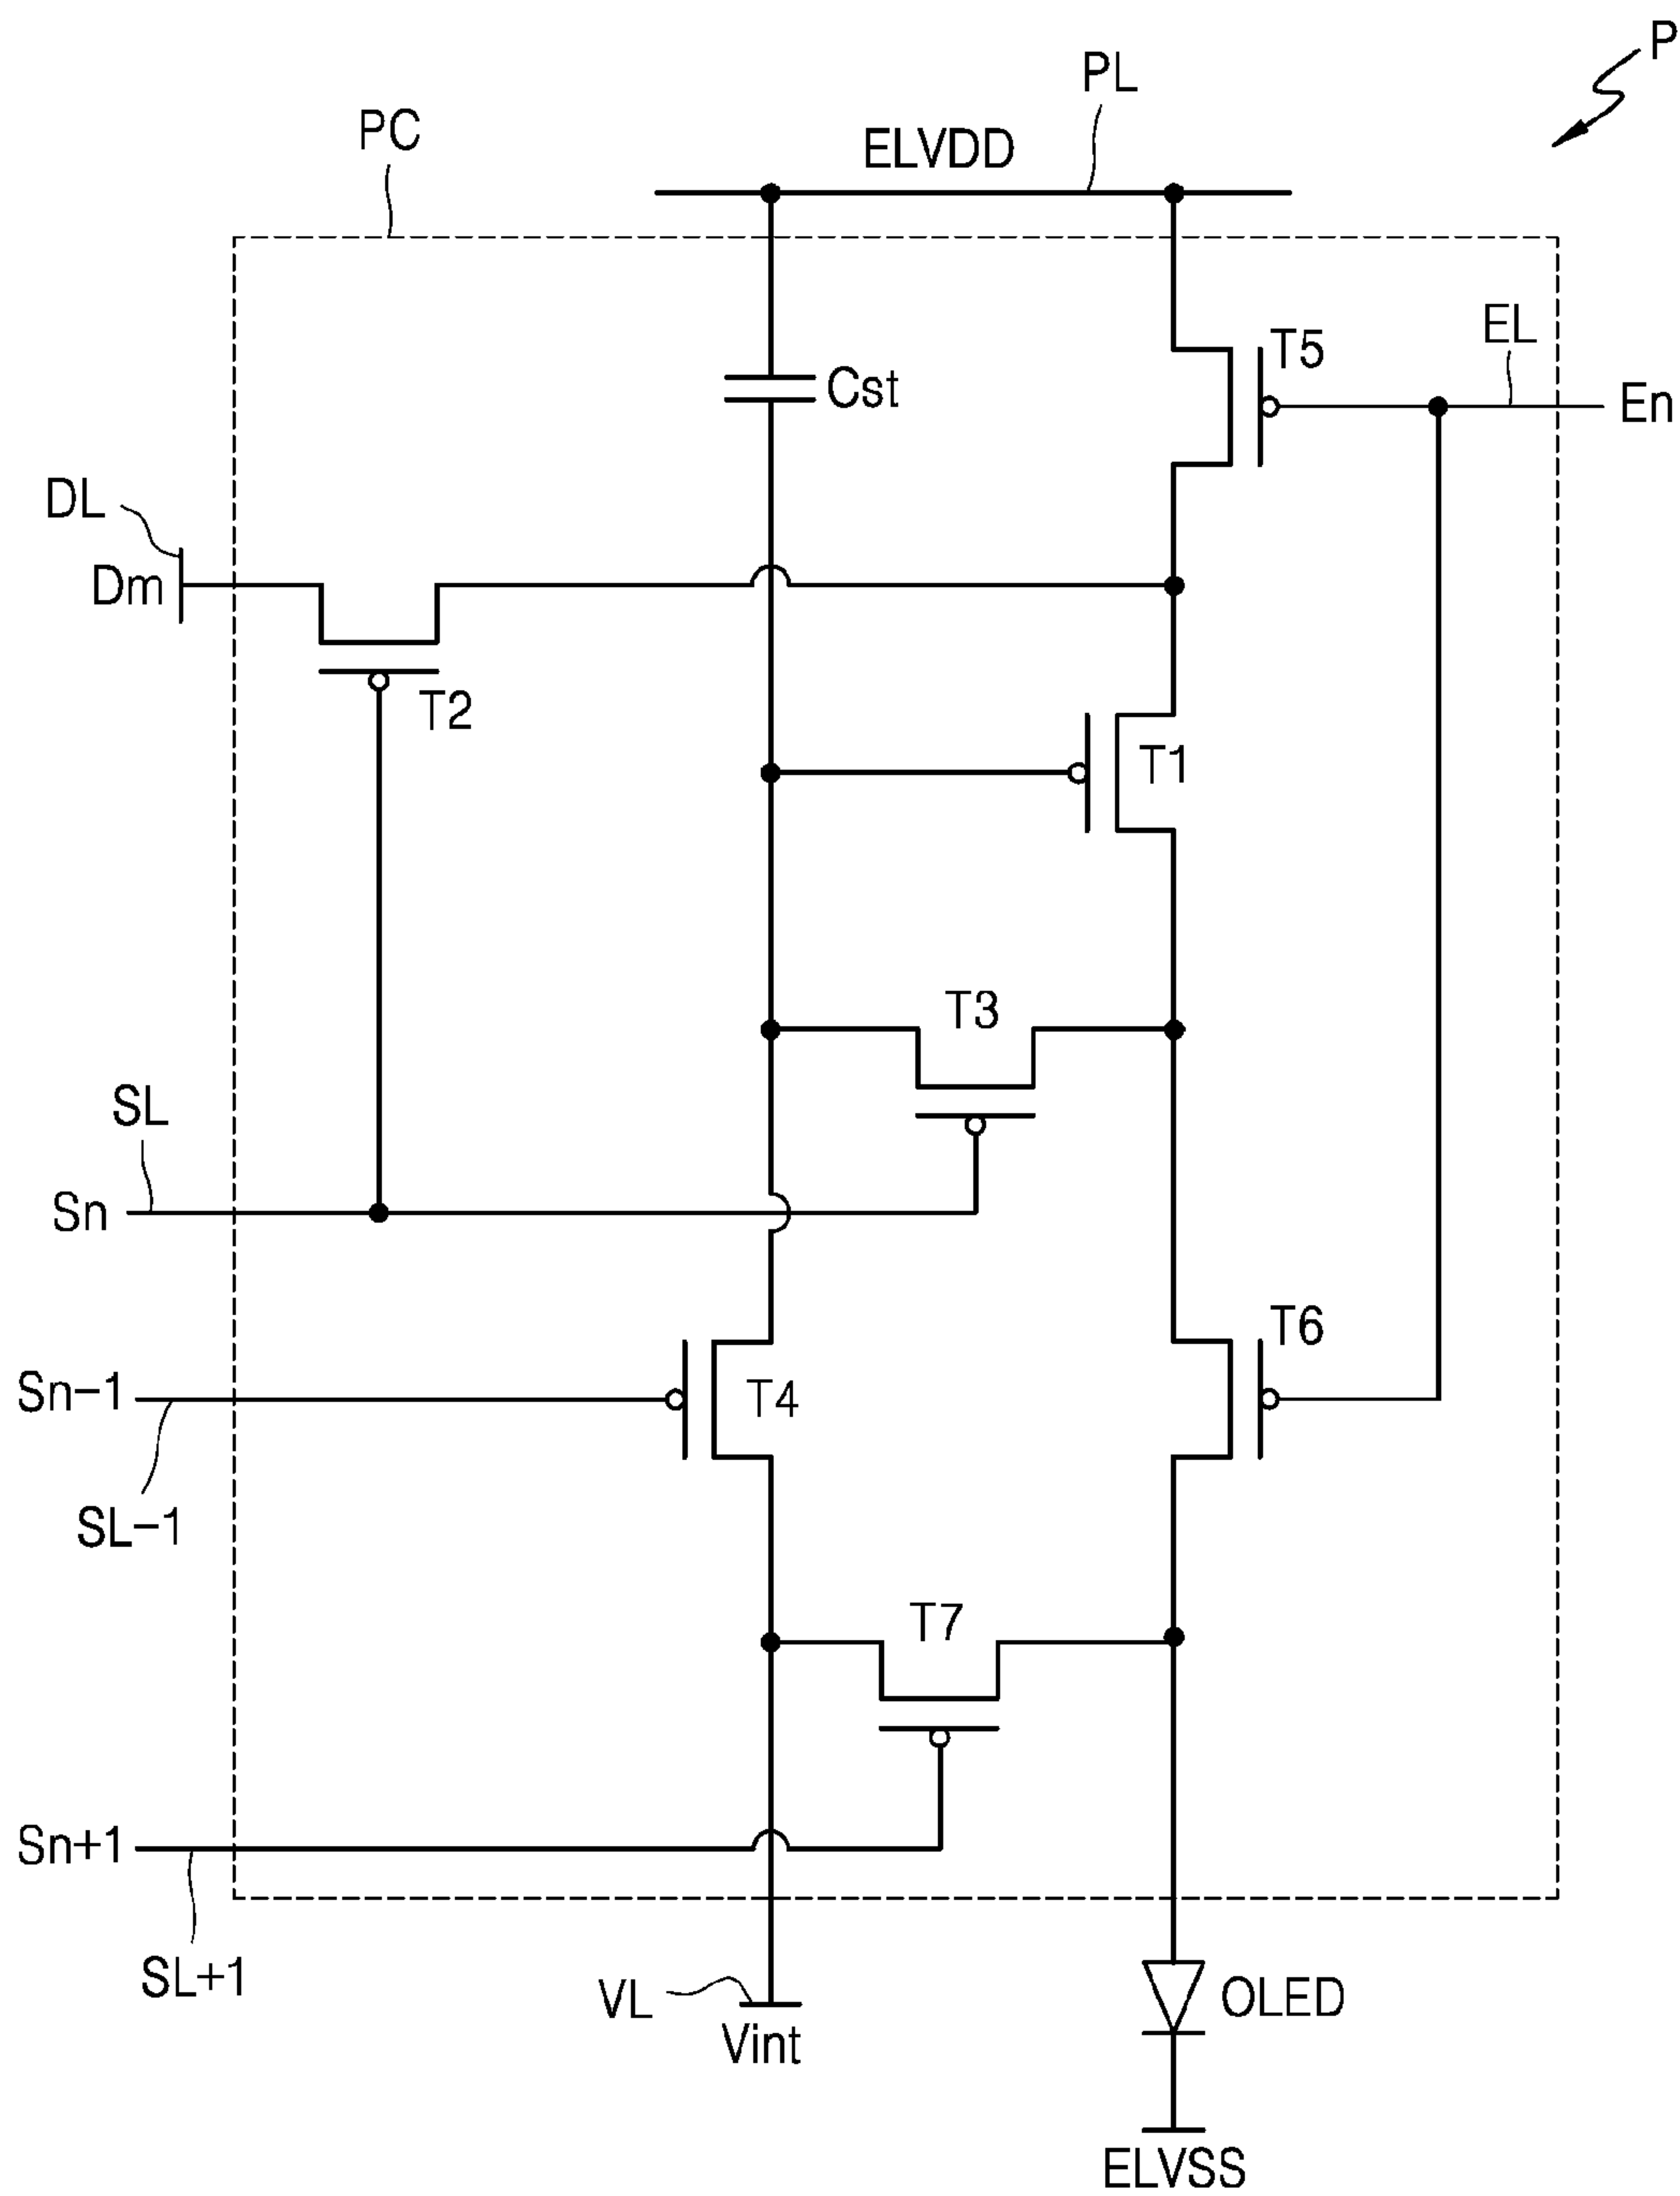 P
PL
PC
ELVDD
T5
EL
En
Cst
DL
Dm
T2
T1
T3
SL
Sn
T6
Sn-1
T4
SL-1
T7
Sn+1
SL+1
VL
Vint
OLED
ELVSS